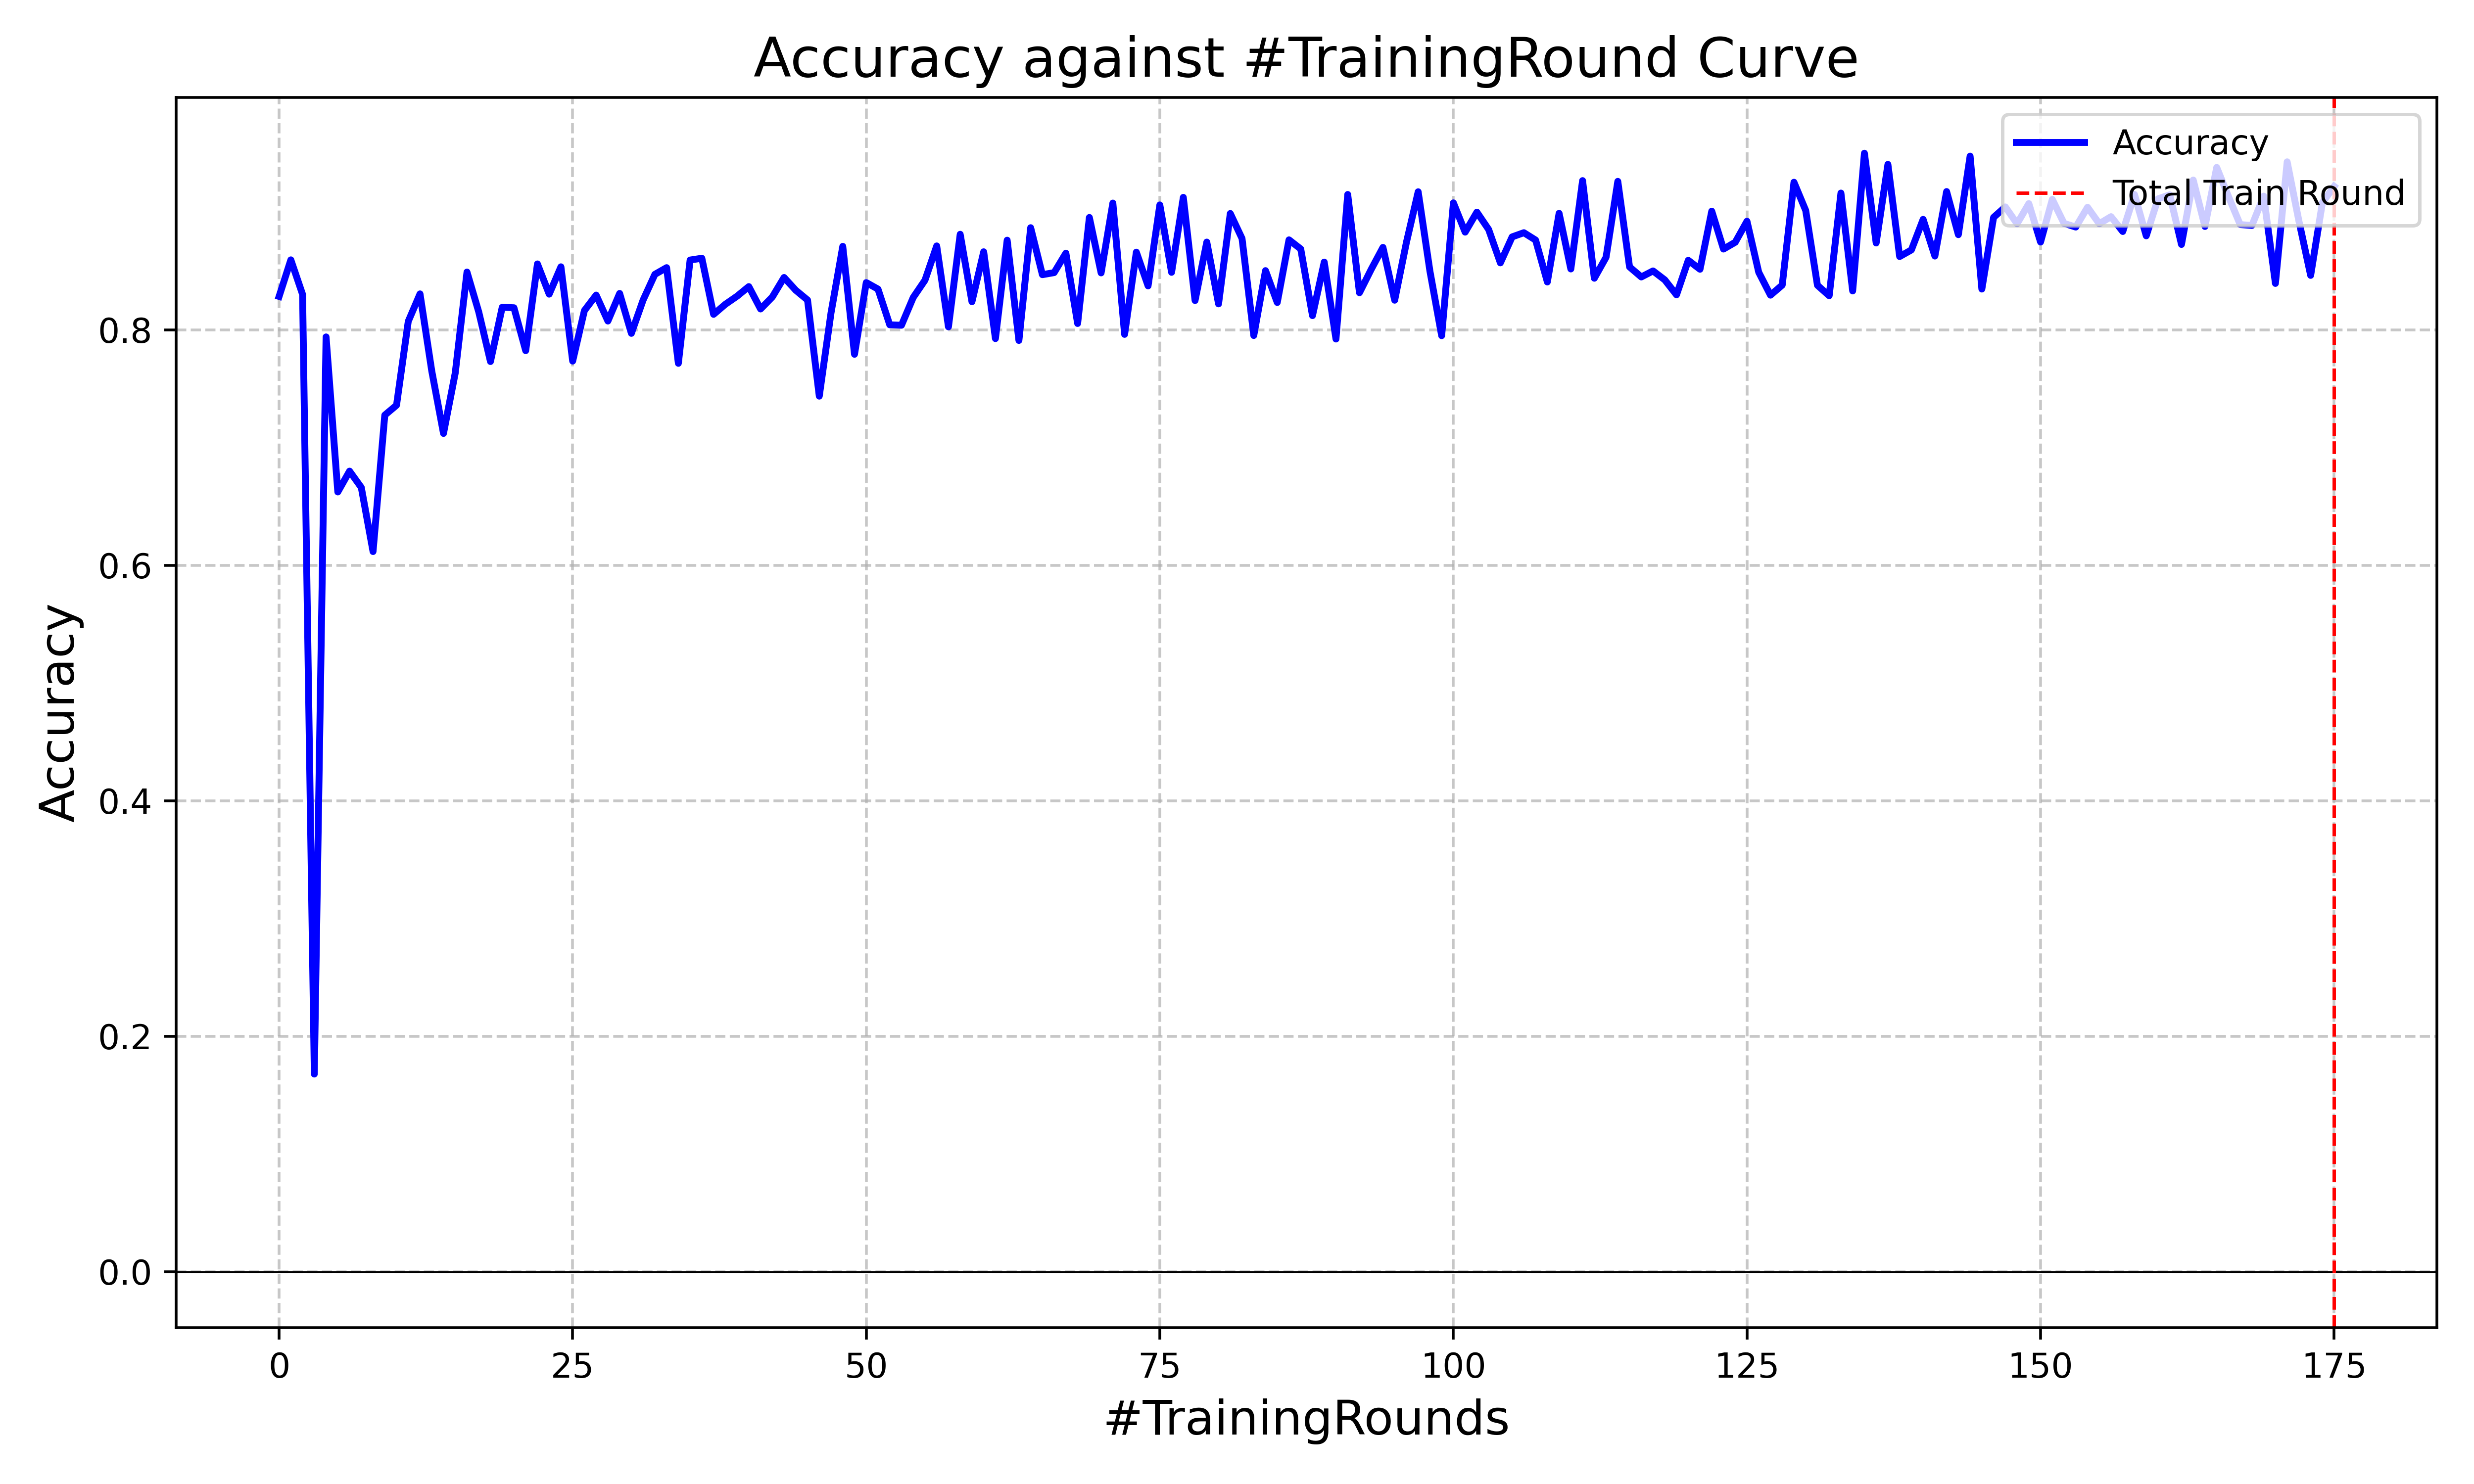 Accuracy against #TrainingRound Curve
Accuracy
Total Train Round
Accuracy
0.8
0.6
0.4
0.2
0.0
0 25 50 75 100 125 150 175
#TrainingRounds